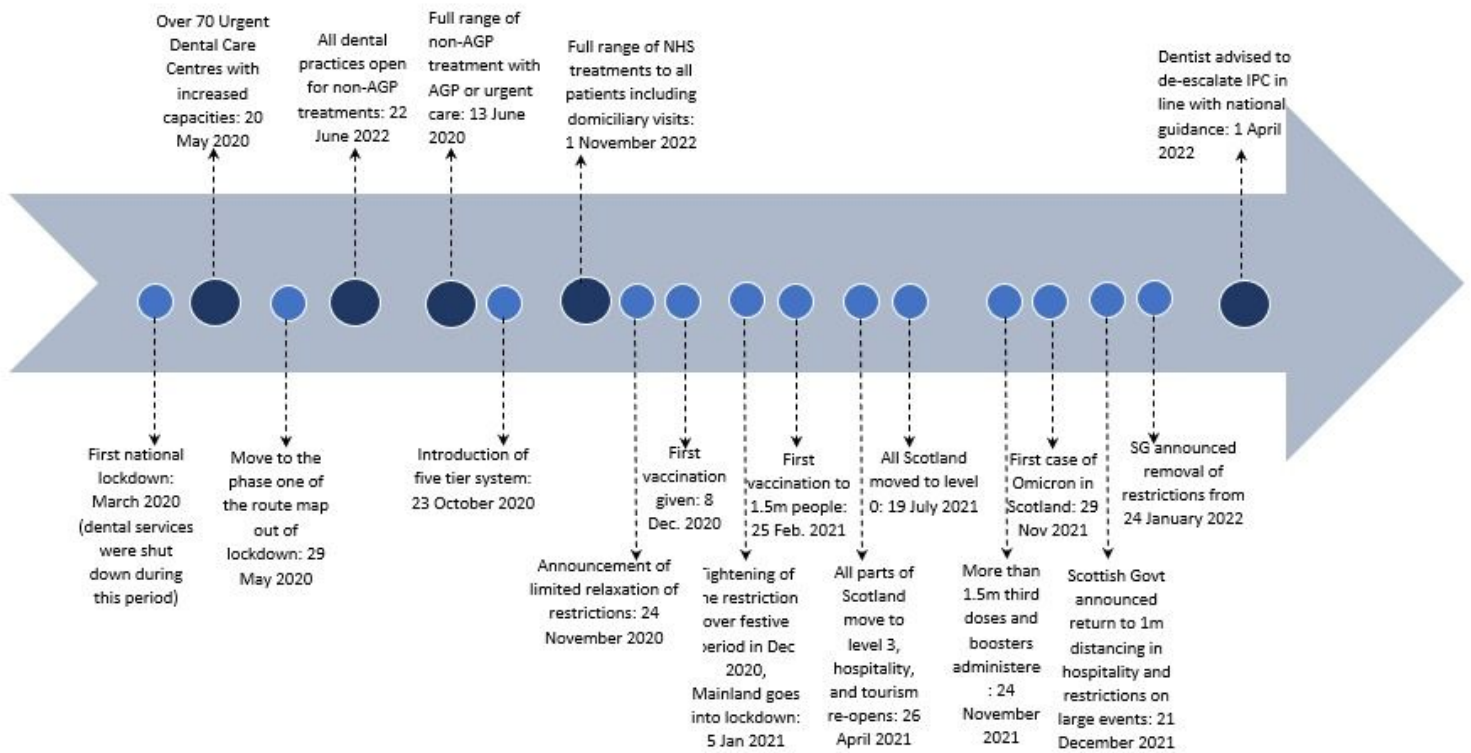 Over 70 Urgent
Dental Care
Centres with
increased
capacities: 20
May 2020
All dental
practices open
for non-AGP
treatments: 22
June 2022
Full range of
non-AGP
treatment with
AGP or urgent
care: 13 June
2020
Full range of NHS
treatments to all
patients including
domiciliary visits:
1 November 2022
Dentist advised to
de-escalate IPC in
line with national
guidance: 1 April
2022
First national
lockdown:
March 2020
(dental services
were shut
down during
this period)
Move to the
phase one of
the route map
out of
lockdown: 29
May 2020
Introduction of
five tier system:
23 October 2020
Announcement of
limited relaxation of
restrictions: 24
November 2020
First
vaccination
given: 8
Dec. 2020
ightening of
he restriction
over festive
period in Dec
2020,
Mainland goes
into lockdown:
5 Jan 2021
First
vaccination to
1.5m people:
25 Feb. 2021
All parts of
Scotland
move to
level 3,
hospitality,
and tourism
re-opens: 26
April 2021
All Scotland
moved to level
0: 19 July 2021
More than
1.5m third
doses and
boosters
administere
: 24
November
2021
First case of
Omicron in
Scotland: 29
Nov 2021
Scottish Govt
announced
return to 1m
distancing in
hospitality and
restrictions on
large events: 21
December 2021
SG announced
removal of
restrictions from
24 January 2022